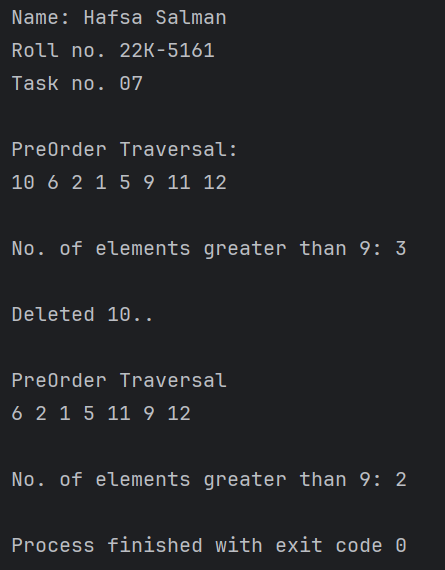 Name: Hafsa Salman
Roll no. 22K-5161
Task no. 07
PreOrder Traversal:
10 6 2 1 5 9 11 12
No. of elements greater than 9: 3
Deleted 10..
PreOrder Traversal
6 2 1 5 11 9 12
No. of elements greater than 9: 2
Process finished with exit code 0